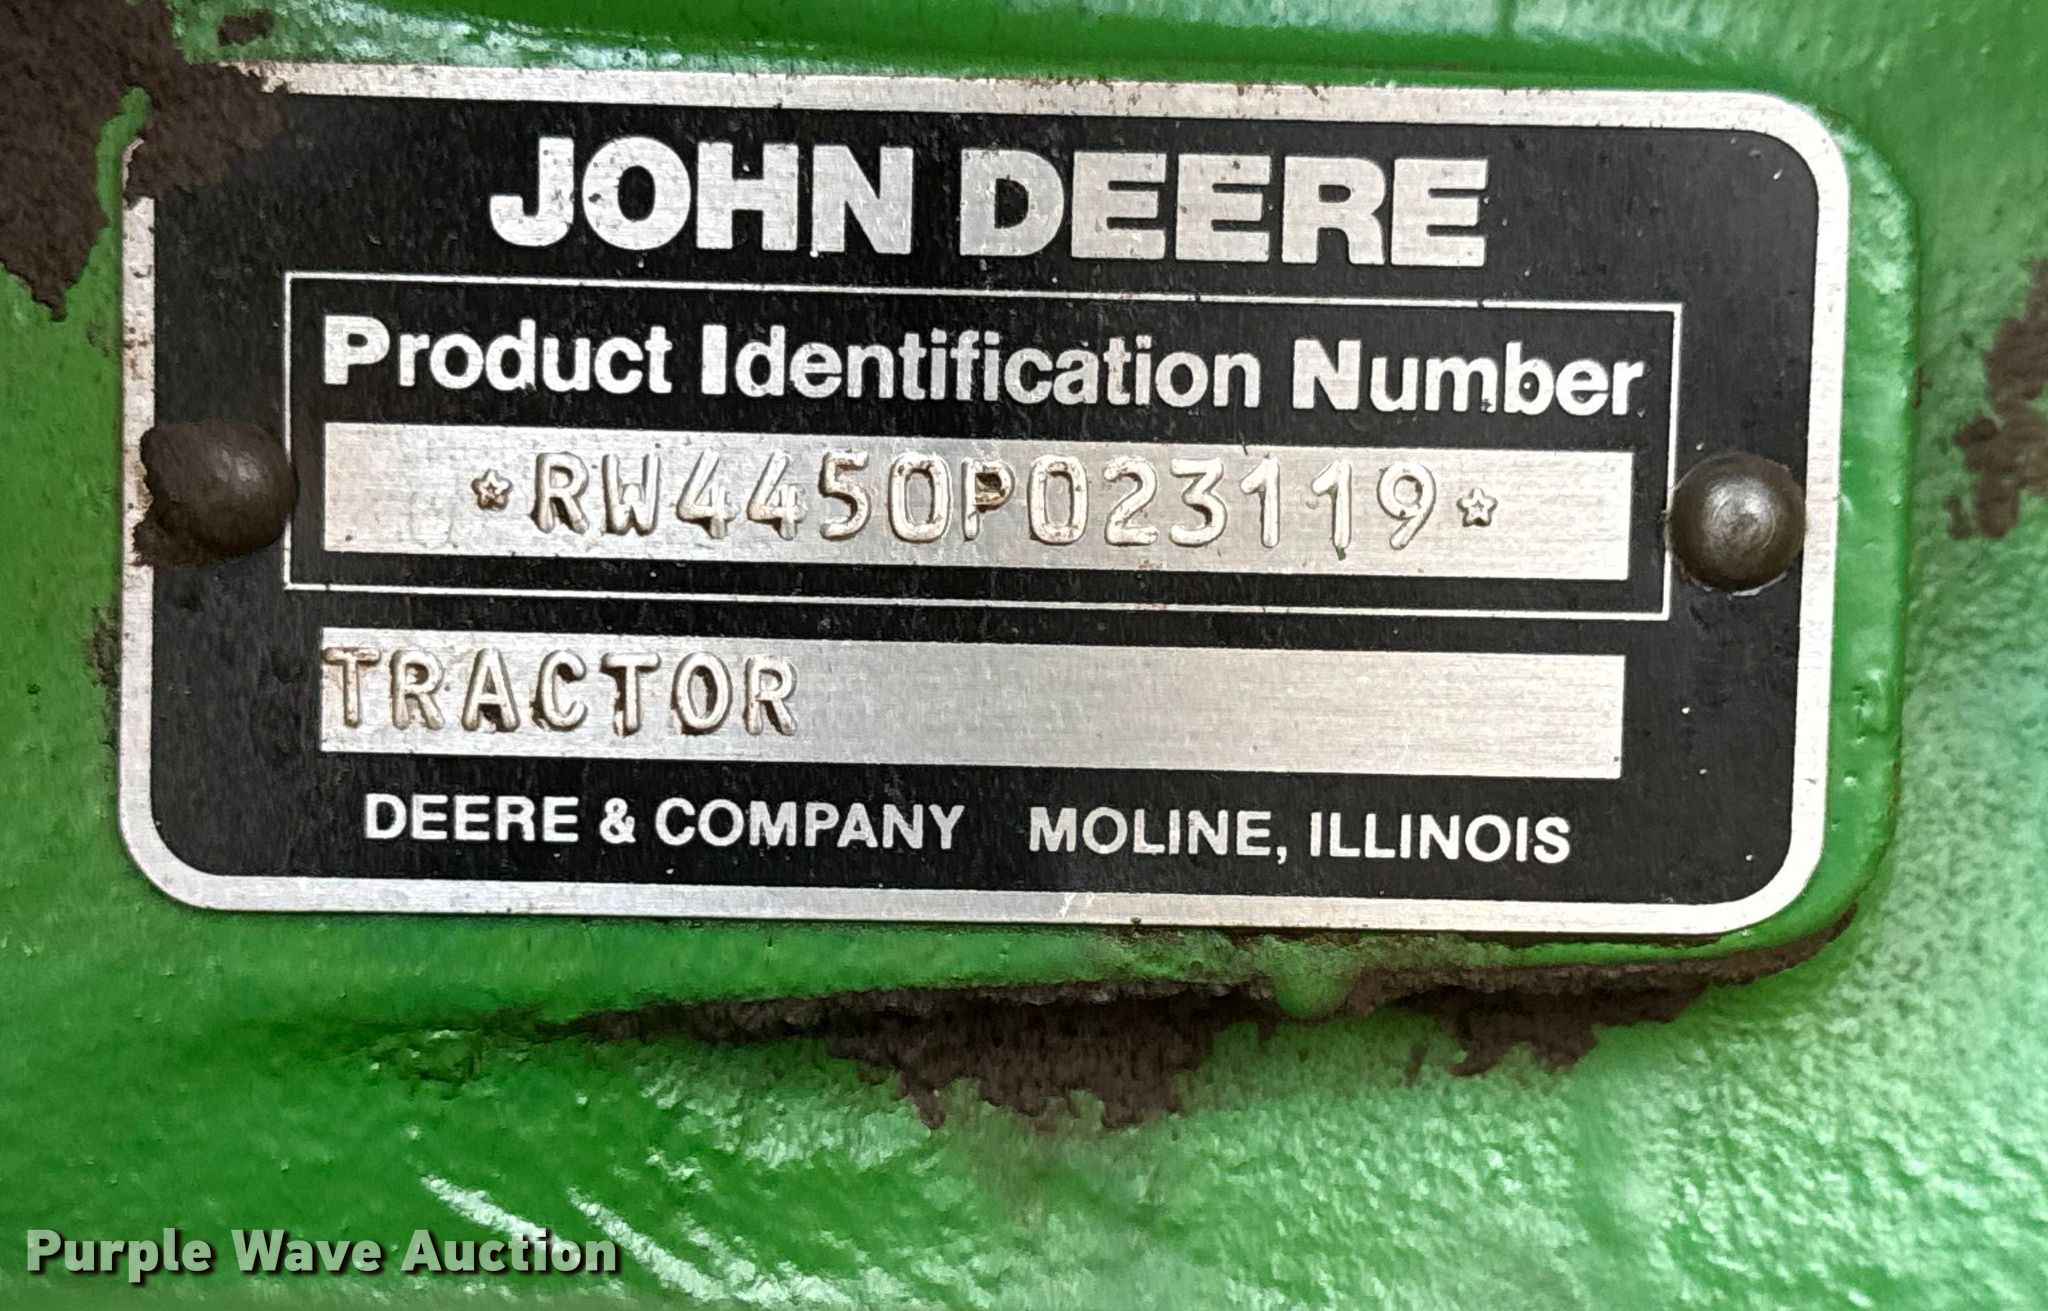 JOHN DEERE
Product Identification Number
*RW4450P023119*
TRACTOR
DEERE & COMPANY MOLINE, ILLINOIS
Purple Wave Auction